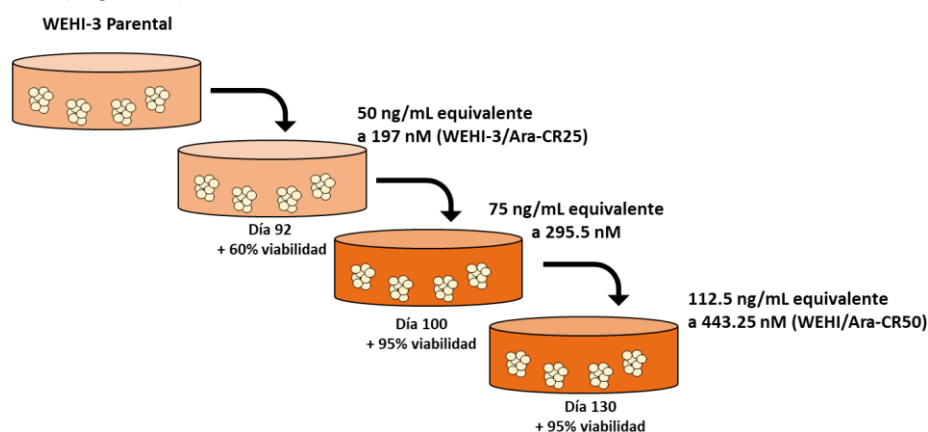 WEHI-3 Parental
50 ng/mL equivalente
a 197 nM (WEHI-3/Ara-CR25)
Día 92
+ 60% viabilidad
75 ng/mL equivalente
a 295.5 nM
Día 100
+ 95% viabilidad
112.5 ng/mL equivalente
a 443.25 nM (WEHI/Ara-CR50)
Día 130
+ 95% viabilidad